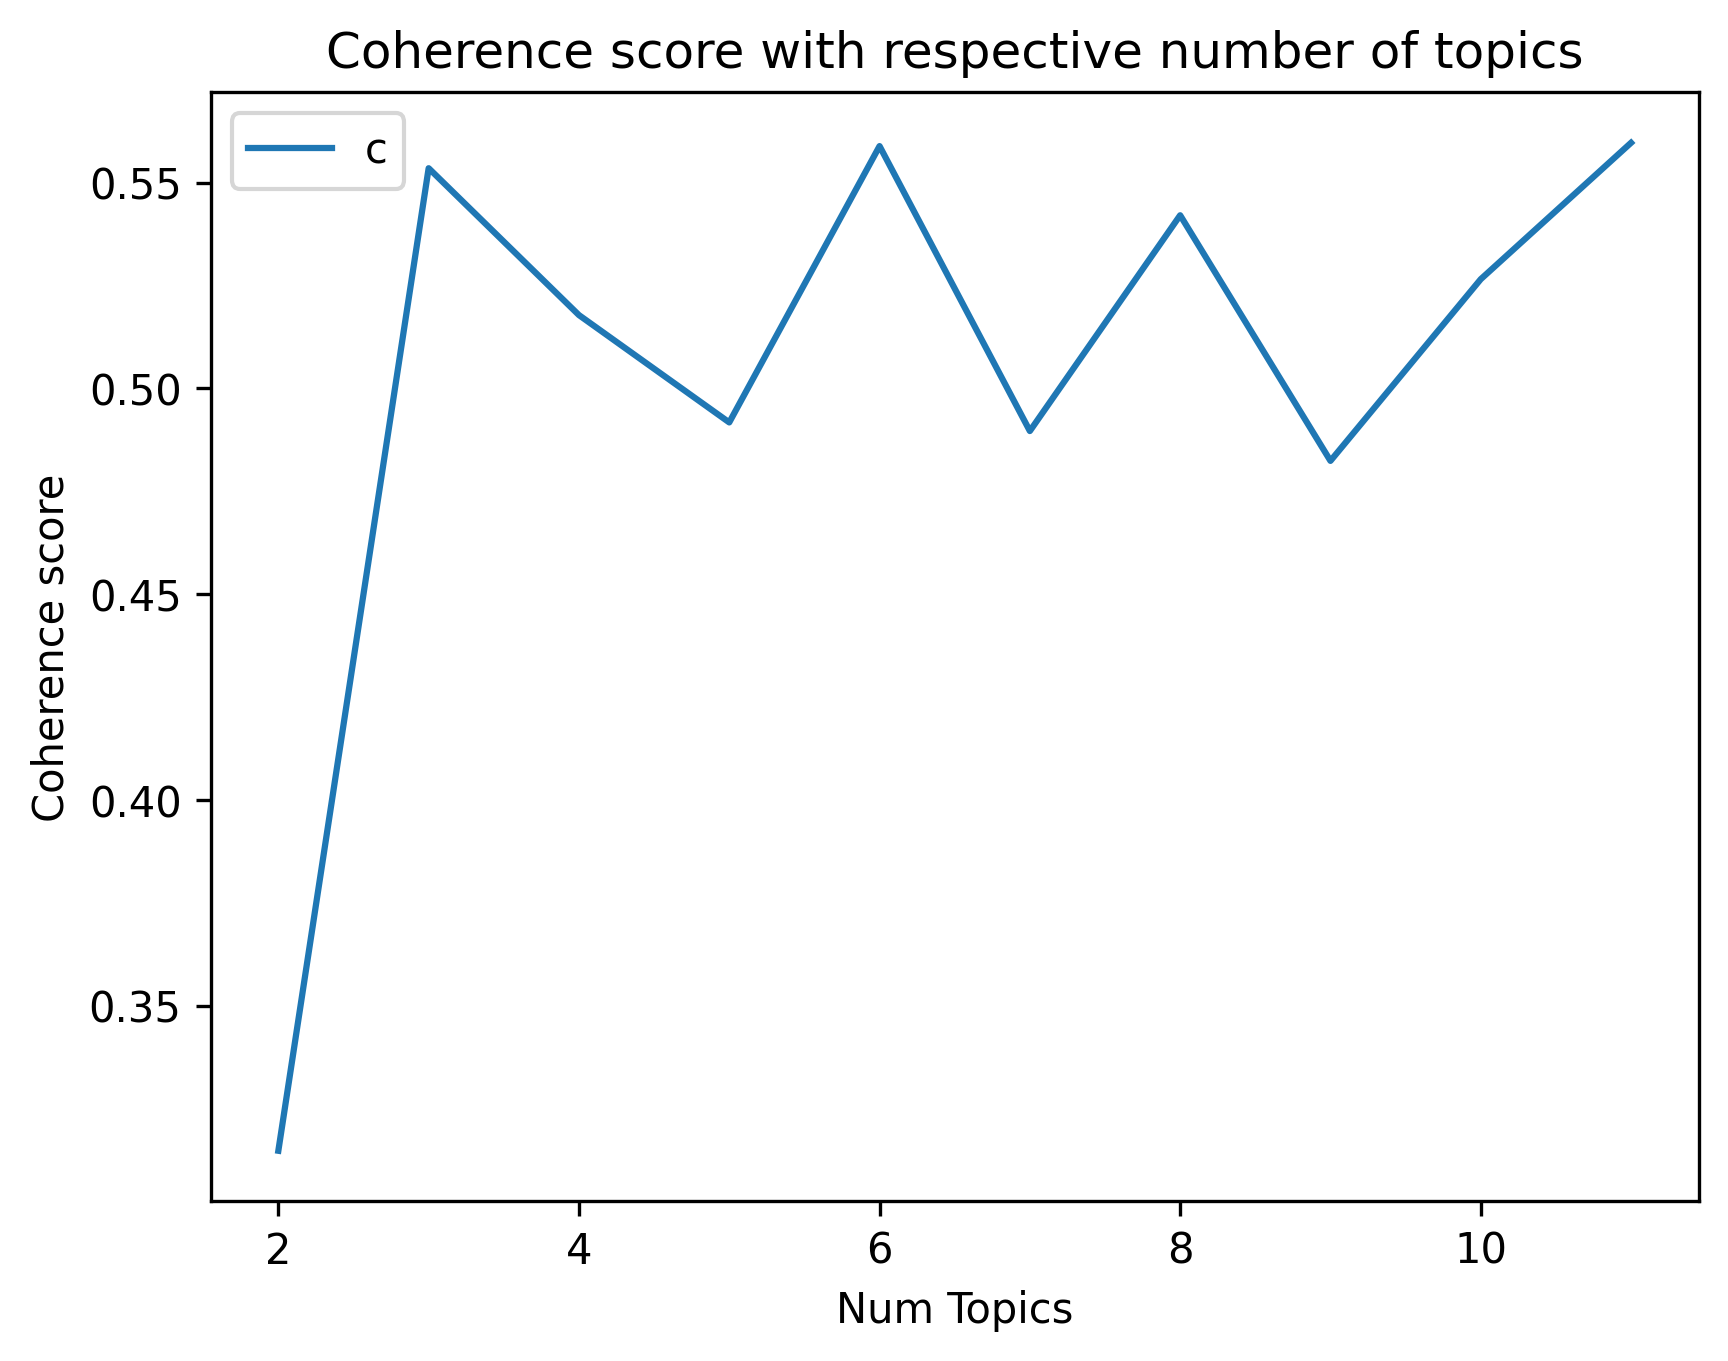 Coherence score with respective number of topics
c
0.55
0.50
0.45
0.40
0.35
Coherence score
2 4 6 8 10
Num Topics